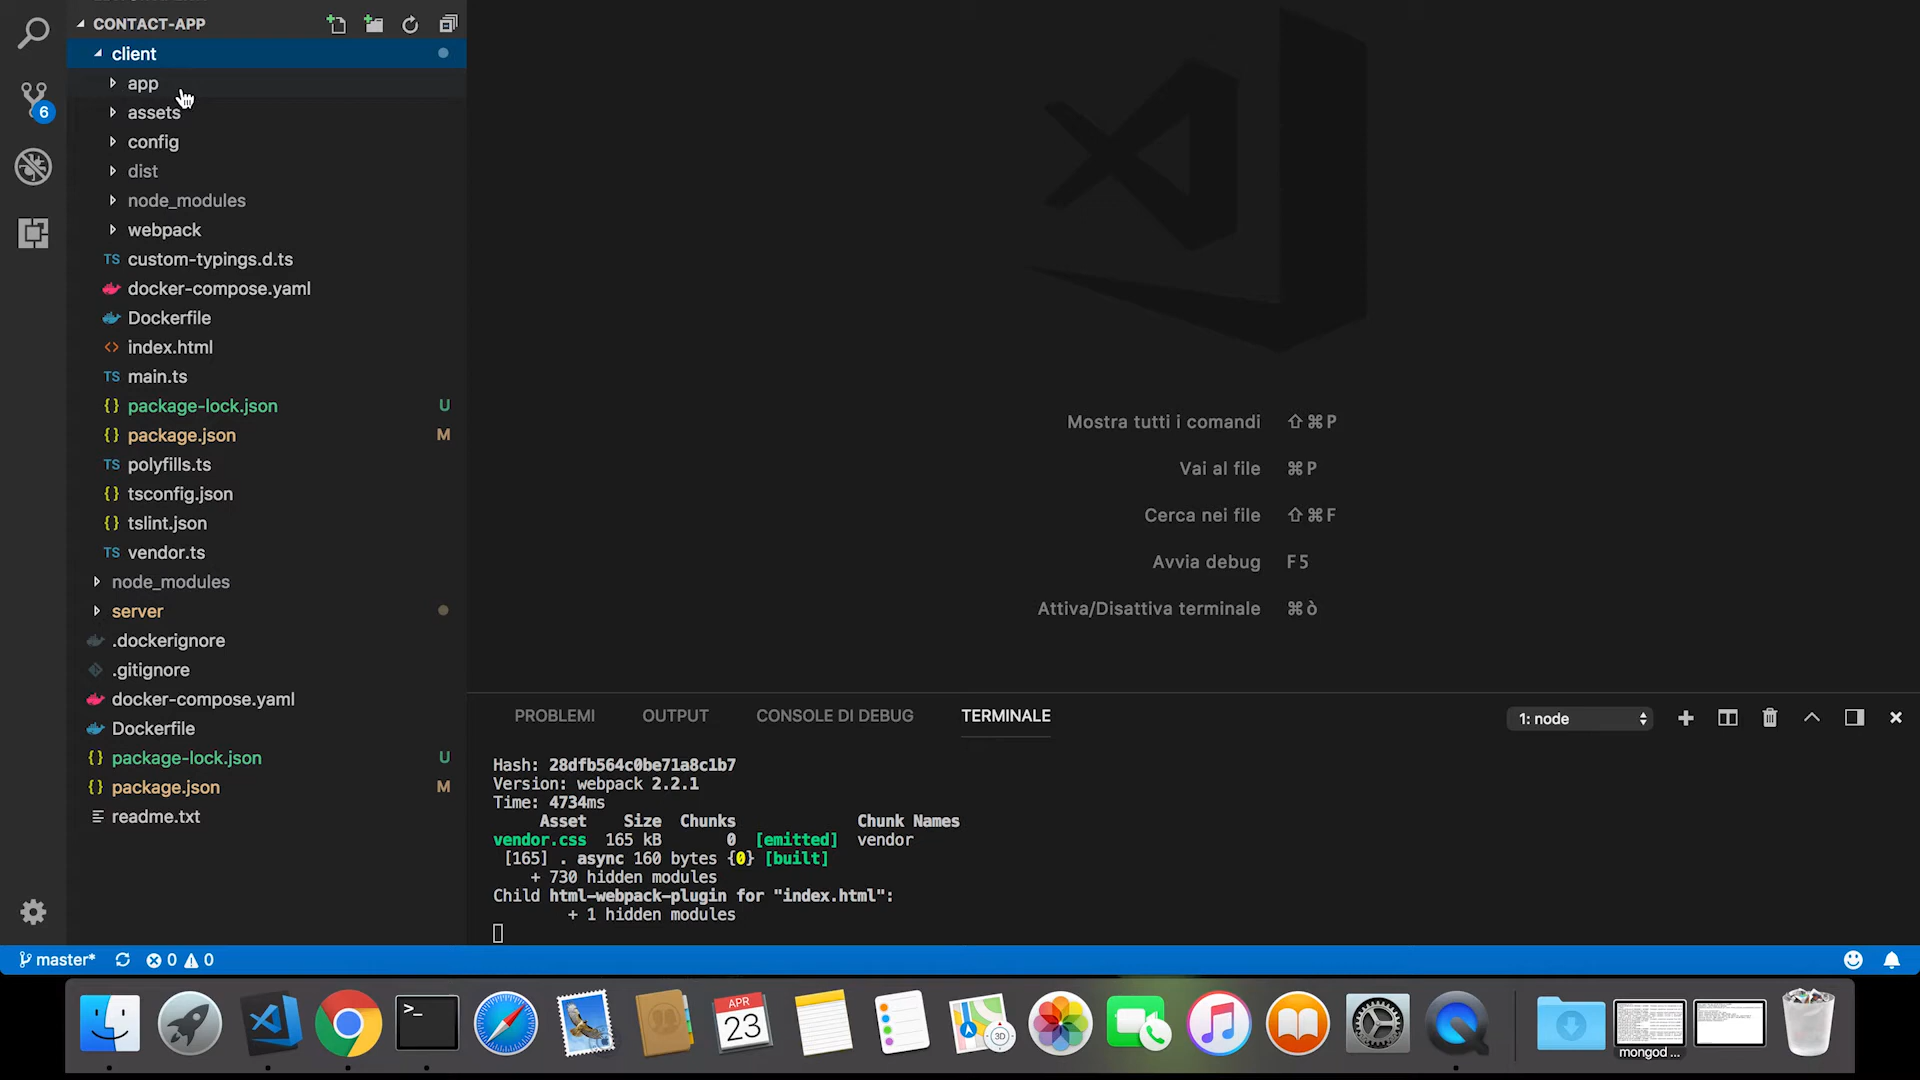 CONTACT-APP
client
app
assets
config
dist
node_modules
webpack
TS custom-typings.d.ts
docker-compose.yaml
Dockerfile
<> index.html
TS main.ts
{} package-lock.json U
{} package.json M
TS polyfills.ts
{} tsconfig.json
{} tslint.json
TS vendor.ts
node_modules
server
.dockerignore
.gitignore
docker-compose.yaml
Dockerfile
{} package-lock.json U
{} package.json M
readme.txt
6
Mostra tutti i comandi ⇧⌘P
Vai al file ⌘P
Cerca nei file ⇧⌘F
Avvia debug F5
Attiva/Disattiva terminale ⌘ò
PROBLEMI OUTPUT CONSOLE DI DEBUG TERMINALE 1: node
Hash: 28dfb564c0be71a8c1b7
Version: webpack 2.2.1
Time: 4734ms
Asset Size Chunks Chunk Names
vendor.css 165 kB 0 [emitted] vendor
[165] . async 160 bytes {0} [built]
+ 730 hidden modules
Child html-webpack-plugin for "index.html":
+ 1 hidden modules
master* 0 0
>_
APR
23
3D
mongod ...